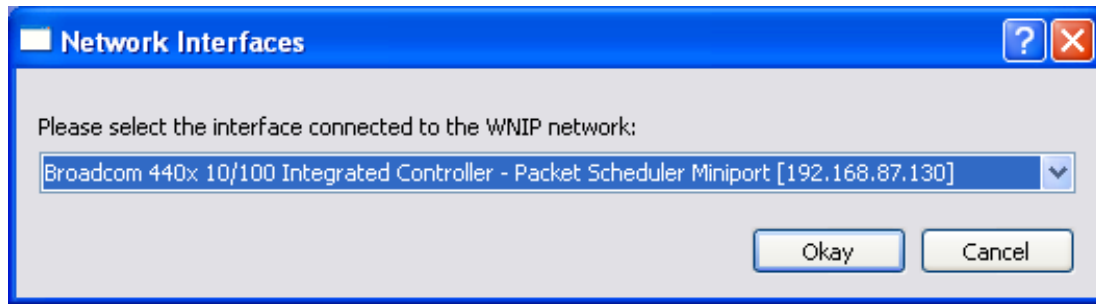 Network Interfaces
Please select the interface connected to the WNIP network:
Broadcom 440x 10/100 Integrated Controller - Packet Scheduler Miniport [192.168.87.130]
Okay Cancel